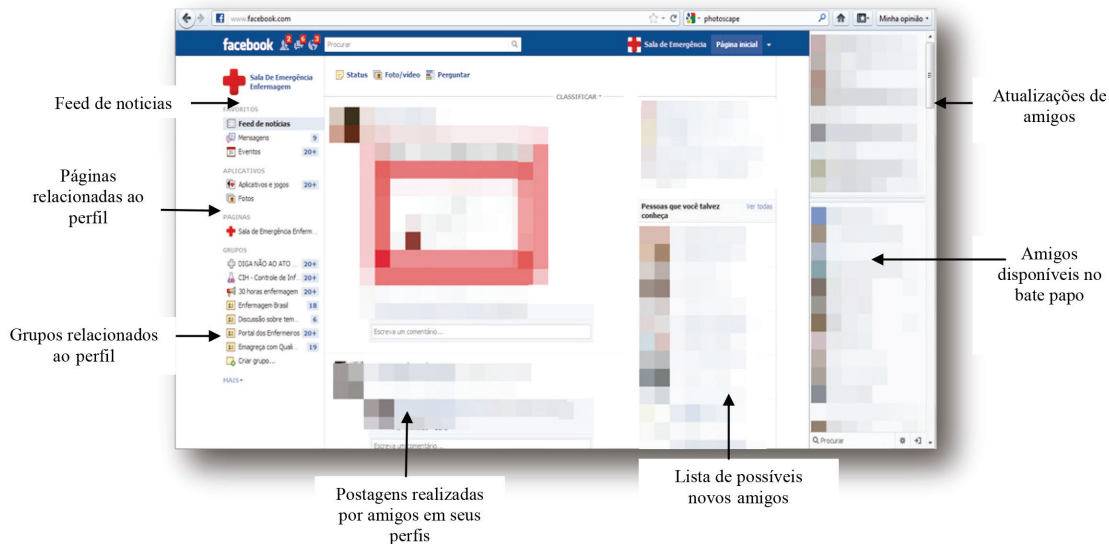 www.facebook.com
photoscape
Minha opinião
facebook 2 6 3
Procurar
Sala de Emergência Página inicial
Sala De Emergência
Enfermagem
Status Foto/vídeo Perguntar
CLASSIFICAR
FAVORITOS
Feed de notícias
Mensagens 9
Eventos 20+
APLICATIVOS
Aplicativos e jogos 20+
Fotos
PÁGINAS
Sala de Emergência Enferm...
GRUPOS
DIGA NÃO AO ATO ... 20+
CIH - Controle de Inf... 20+
30 horas enfermagem 20+
Enfermagem Brasil 18
Discussão sobre tem... 6
Portal dos Enfermeiros 20+
Emagreça com Quali... 19
Criar grupo...
MAIS
Escreva um comentário...
Escreva um comentário...
Pessoas que você talvez
conheça
Ver todas
Procurar
Feed de noticias
Páginas
relacionadas ao
perfil
Grupos relacionados
ao perfil
Postagens realizadas
por amigos em seus
perfis
Lista de possíveis
novos amigos
Atualizações de
amigos
Amigos
disponíveis no
bate papo